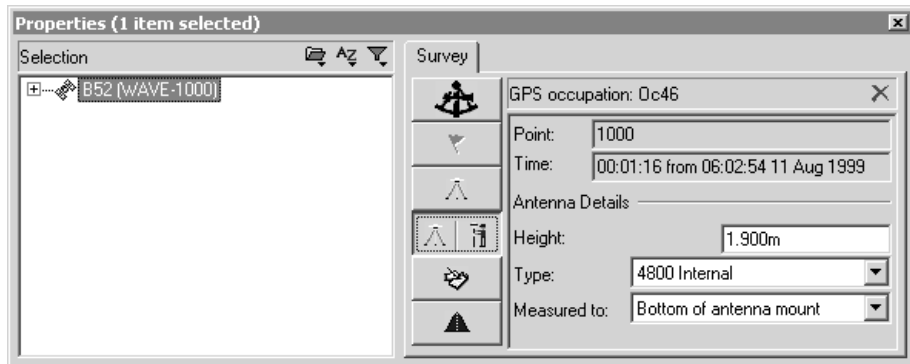 Properties (1 item selected)
Selection
AZ
Survey
B52 (WAVE-1000)
GPS occupation: Oc46
Point: 1000
Time: 00:01:16 from 06:02:54 11 Aug 1999
Antenna Details
Height: 1.900m
Type: 4800 Internal
Measured to: Bottom of antenna mount